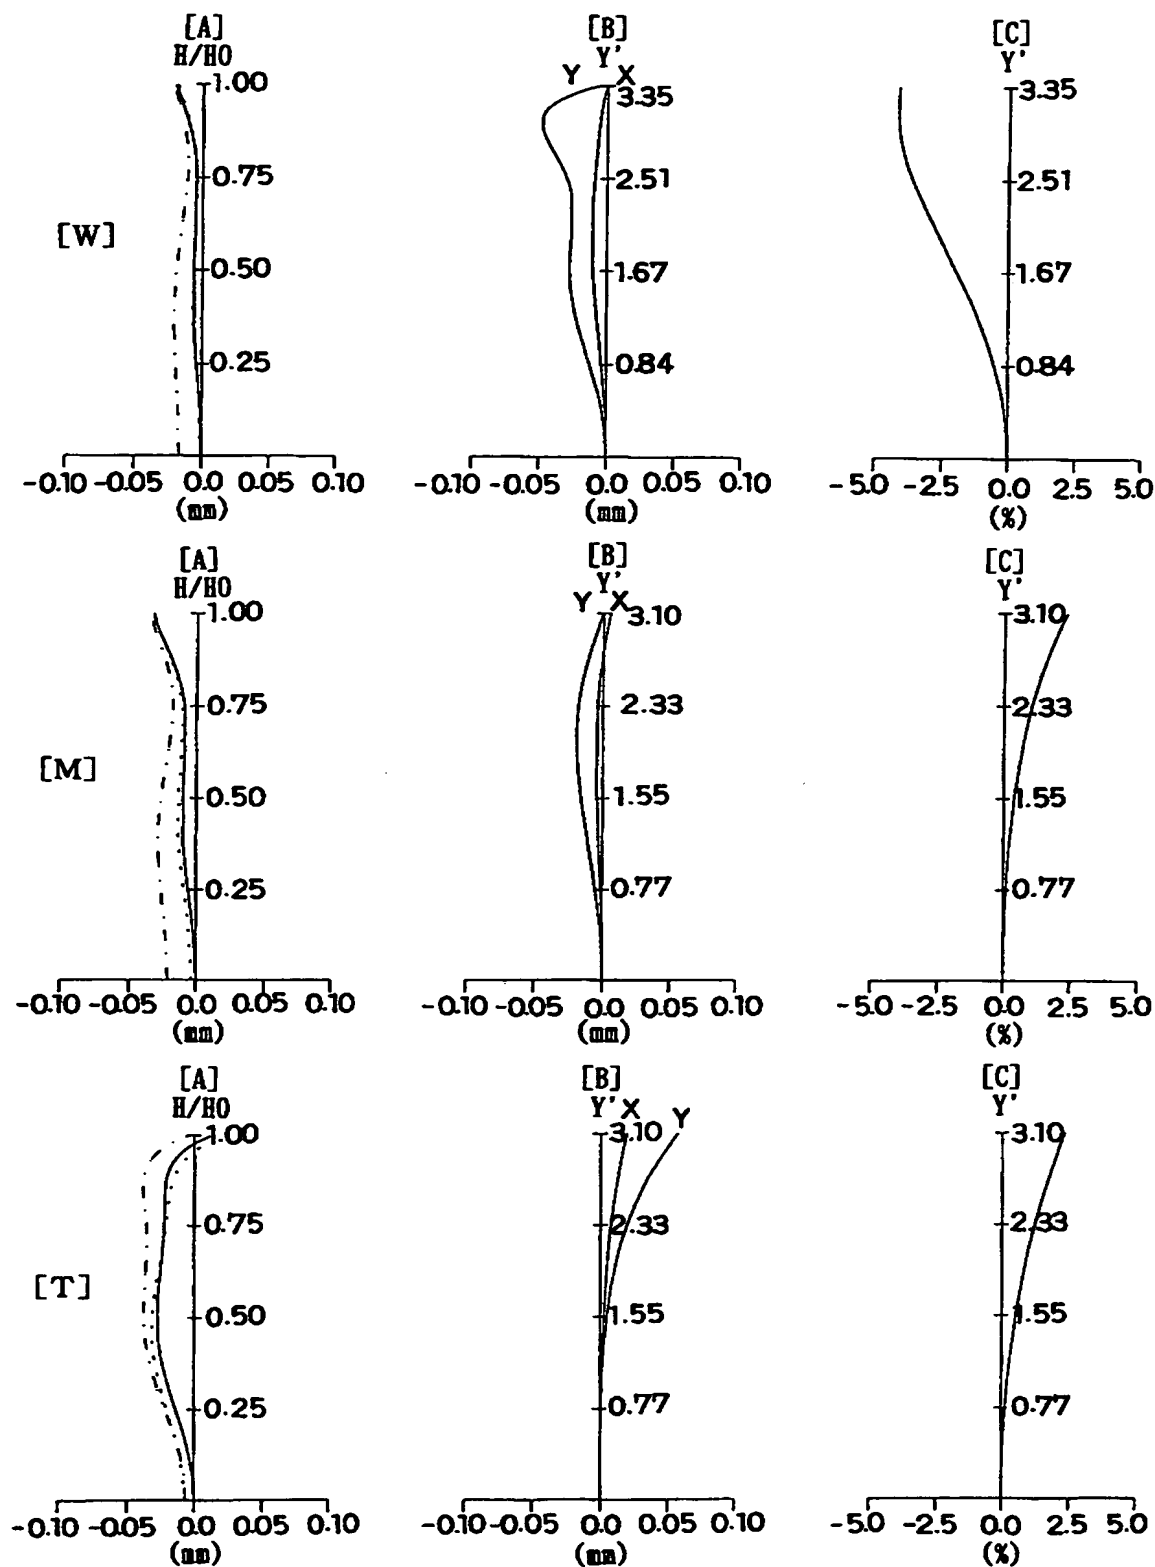 [A] [B] [C]
H/HO Y' Y'
Y X
1.00 3.35 3.35
0.75 2.51 2.51
[W]
0.50 1.67 1.67
0.25 0.84 0.84
-0.10 -0.05 0.0 0.05 0.10 -0.10 -0.05 0.0 0.05 0.10 -5.0 -2.5 0.0 2.5 5.0
(mm) (mm) (%)
[A] [B] [C]
H/HO Y' Y'
Y X
1.00 3.10 3.10
0.75 2.33 2.33
[M]
0.50 1.55 1.55
0.25 0.77 0.77
-0.10 -0.05 0.0 0.05 0.10 -0.10 -0.05 0.0 0.05 0.10 -5.0 -2.5 0.0 2.5 5.0
(mm) (mm) (%)
[A] [B] [C]
H/HO Y' X Y Y'
1.00 3.10 3.10
0.75 2.33 2.33
[T]
0.50 1.55 1.55
0.25 0.77 0.77
-0.10 -0.05 0.0 0.05 0.10 -0.10 -0.05 0.0 0.05 0.10 -5.0 -2.5 0.0 2.5 5.0
(mm) (mm) (%)